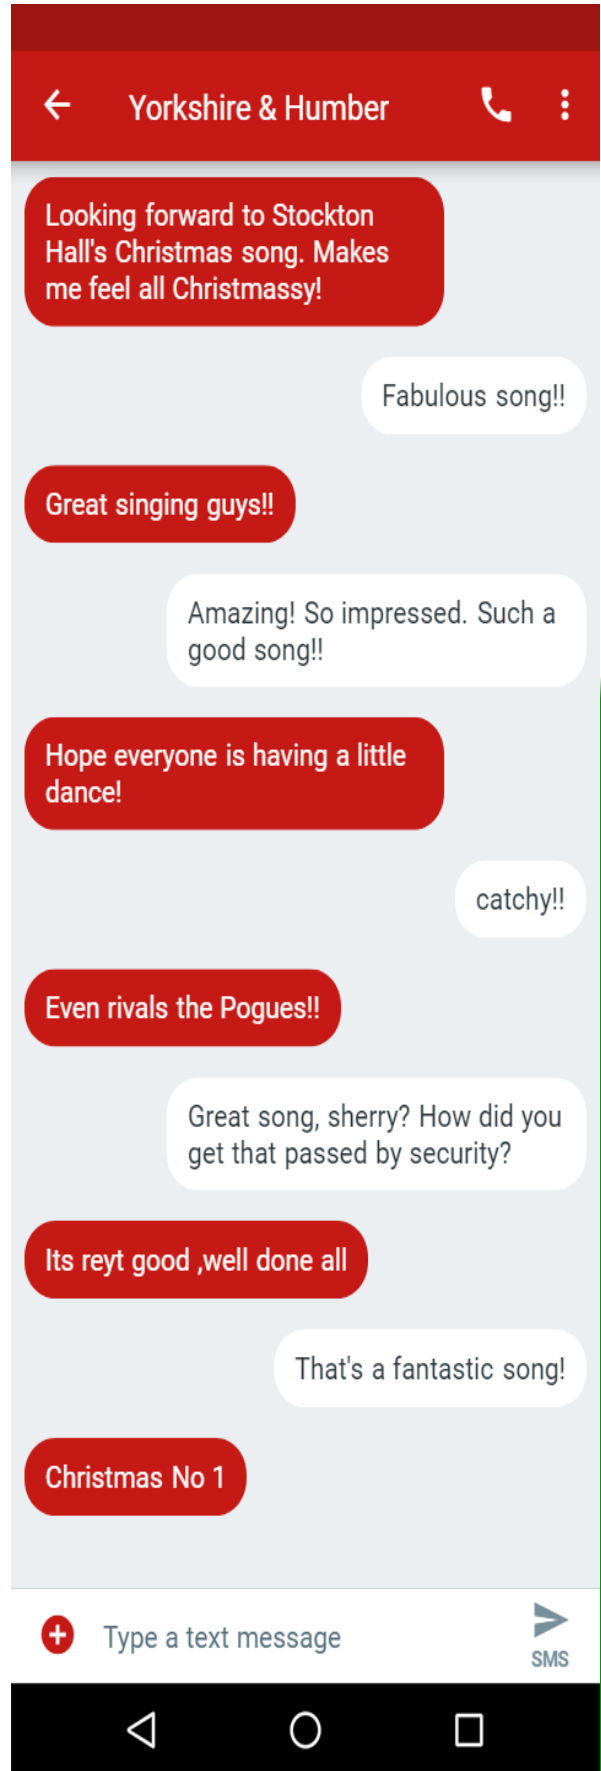 Yorkshire & Humber
Looking forward to Stockton
Hall's Christmas song. Makes
me feel all Christmassy!
Fabulous song!!
Great singing guys!!
Amazing! So impressed. Such a
good song!!
Hope everyone is having a little
dance!
catchy!!
Even rivals the Pogues!!
Great song, sherry? How did you
get that passed by security?
Its reyt good ,well done all
That's a fantastic song!
Christmas No 1
Type a text message
SMS